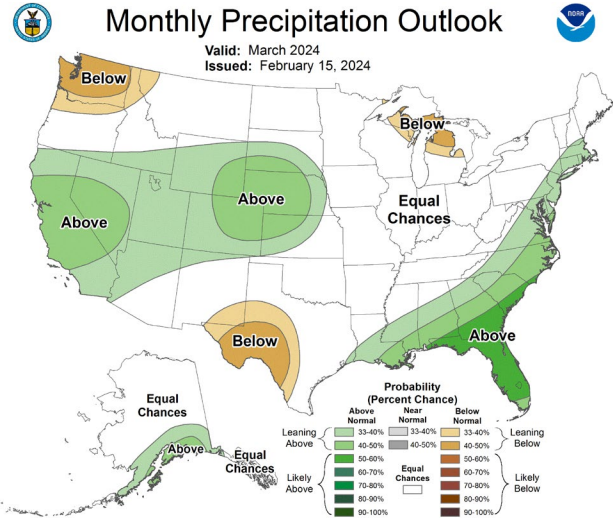 Monthly Precipitation Outlook
NOAA
Valid: March 2024
Issued: February 15, 2024
Below
Below
Above
Above
Equal
Chances
Above
Below
Equal
Chances
Above
Equal
Chances
Probability
(Percent Chance)
Above
Normal
Near
Normal
Below
Normal
Leaning
Above
33-40%
33-40%
33-40%
Leaning
Below
40-50%
40-50%
40-50%
Likely
Above
50-60%
50-60%
Likely
Below
60-70%
60-70%
70-80%
70-80%
80-90%
80-90%
90-100%
90-100%
Equal
Chances